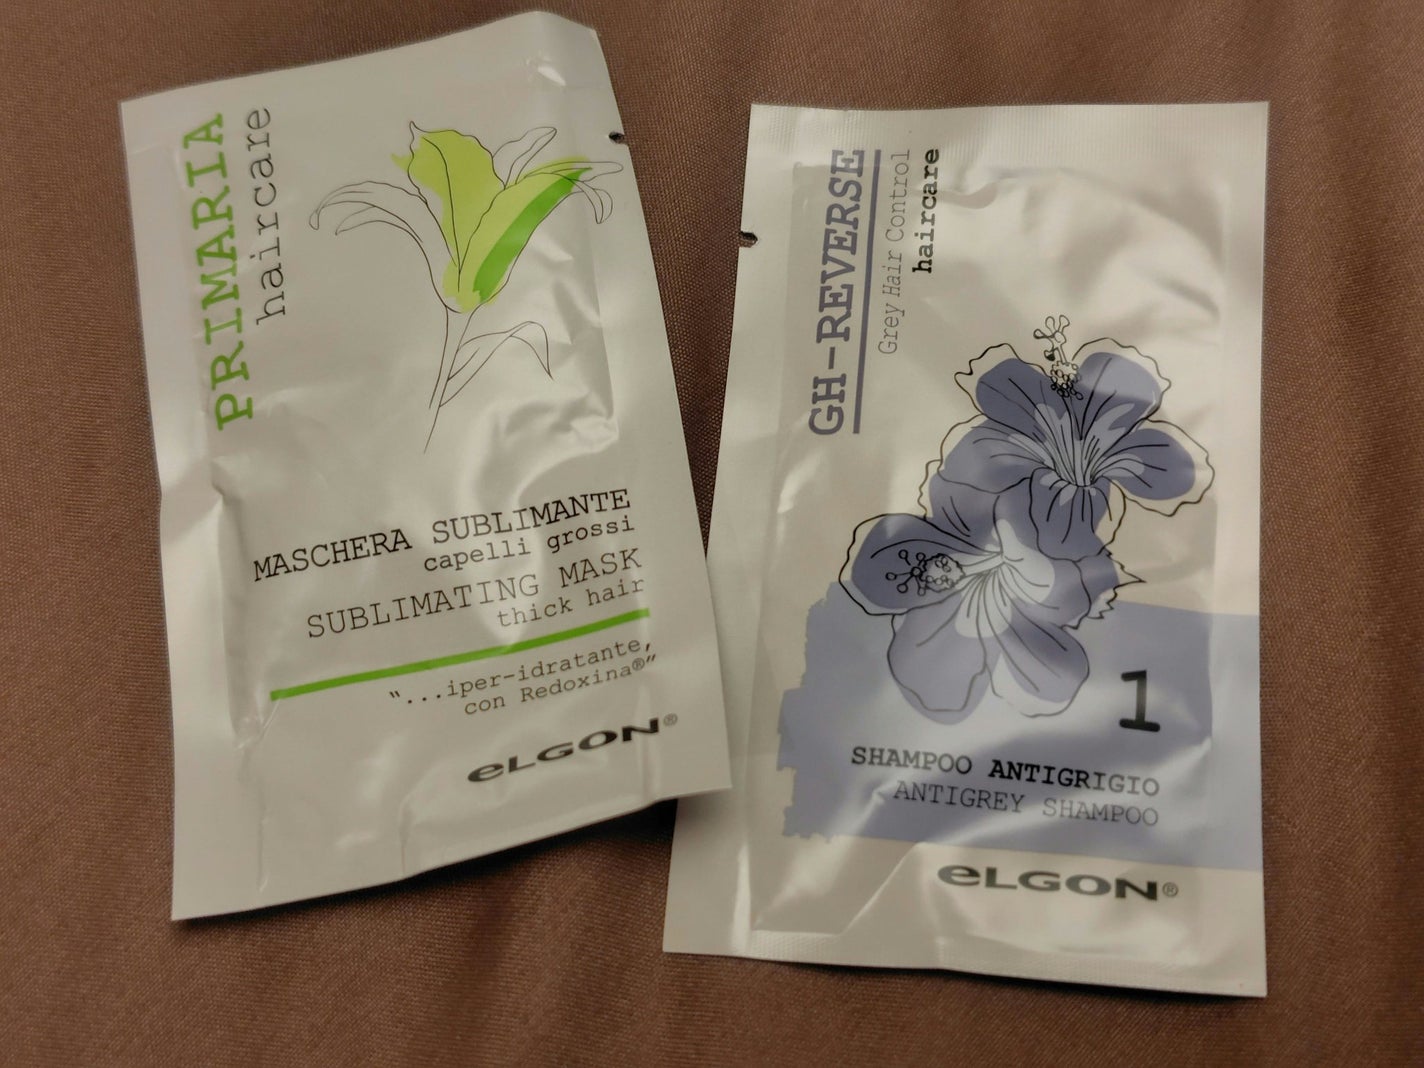 PRIMARIA
haircare
MASCHERA SUBLIMANTE
capelli grossi
SUBLIMATING MASK
thick hair
"...iper-idratante,
con Redoxina®"
eLGON®
GH-REVERSE
Grey Hair Control
haircare
1
SHAMPOO ANTIGRIGIO
ANTIGREY SHAMPOO
eLGON®